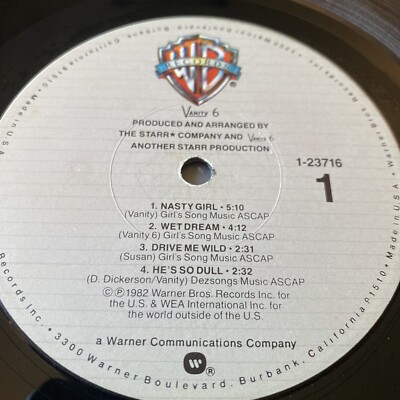 WB
RECORDS
VANITY 6
PRODUCED AND ARRANGED BY
THE STARR★ COMPANY AND VANITY 6
ANOTHER STARR PRODUCTION
1-23716
1
1. NASTY GIRL • 5:10
(Vanity) Girl's Song Music ASCAP
2. WET DREAM • 4:12
(Vanity 6) Girl's Song Music ASCAP
3. DRIVE ME WILD • 2:31
(Susan) Girl's Song Music ASCAP
4. HE'S SO DULL • 2:32
(D. Dickerson/Vanity) Dezsongs Music ASCAP
©℗1982 Warner Bros. Records Inc. for
the U.S. & WEA International Inc. for
the world outside of the U.S.
a Warner Communications Company
W ®
Records Inc. • 3300 Warner Boulevard, Burbank, California 91510 • Made in U.S.A.